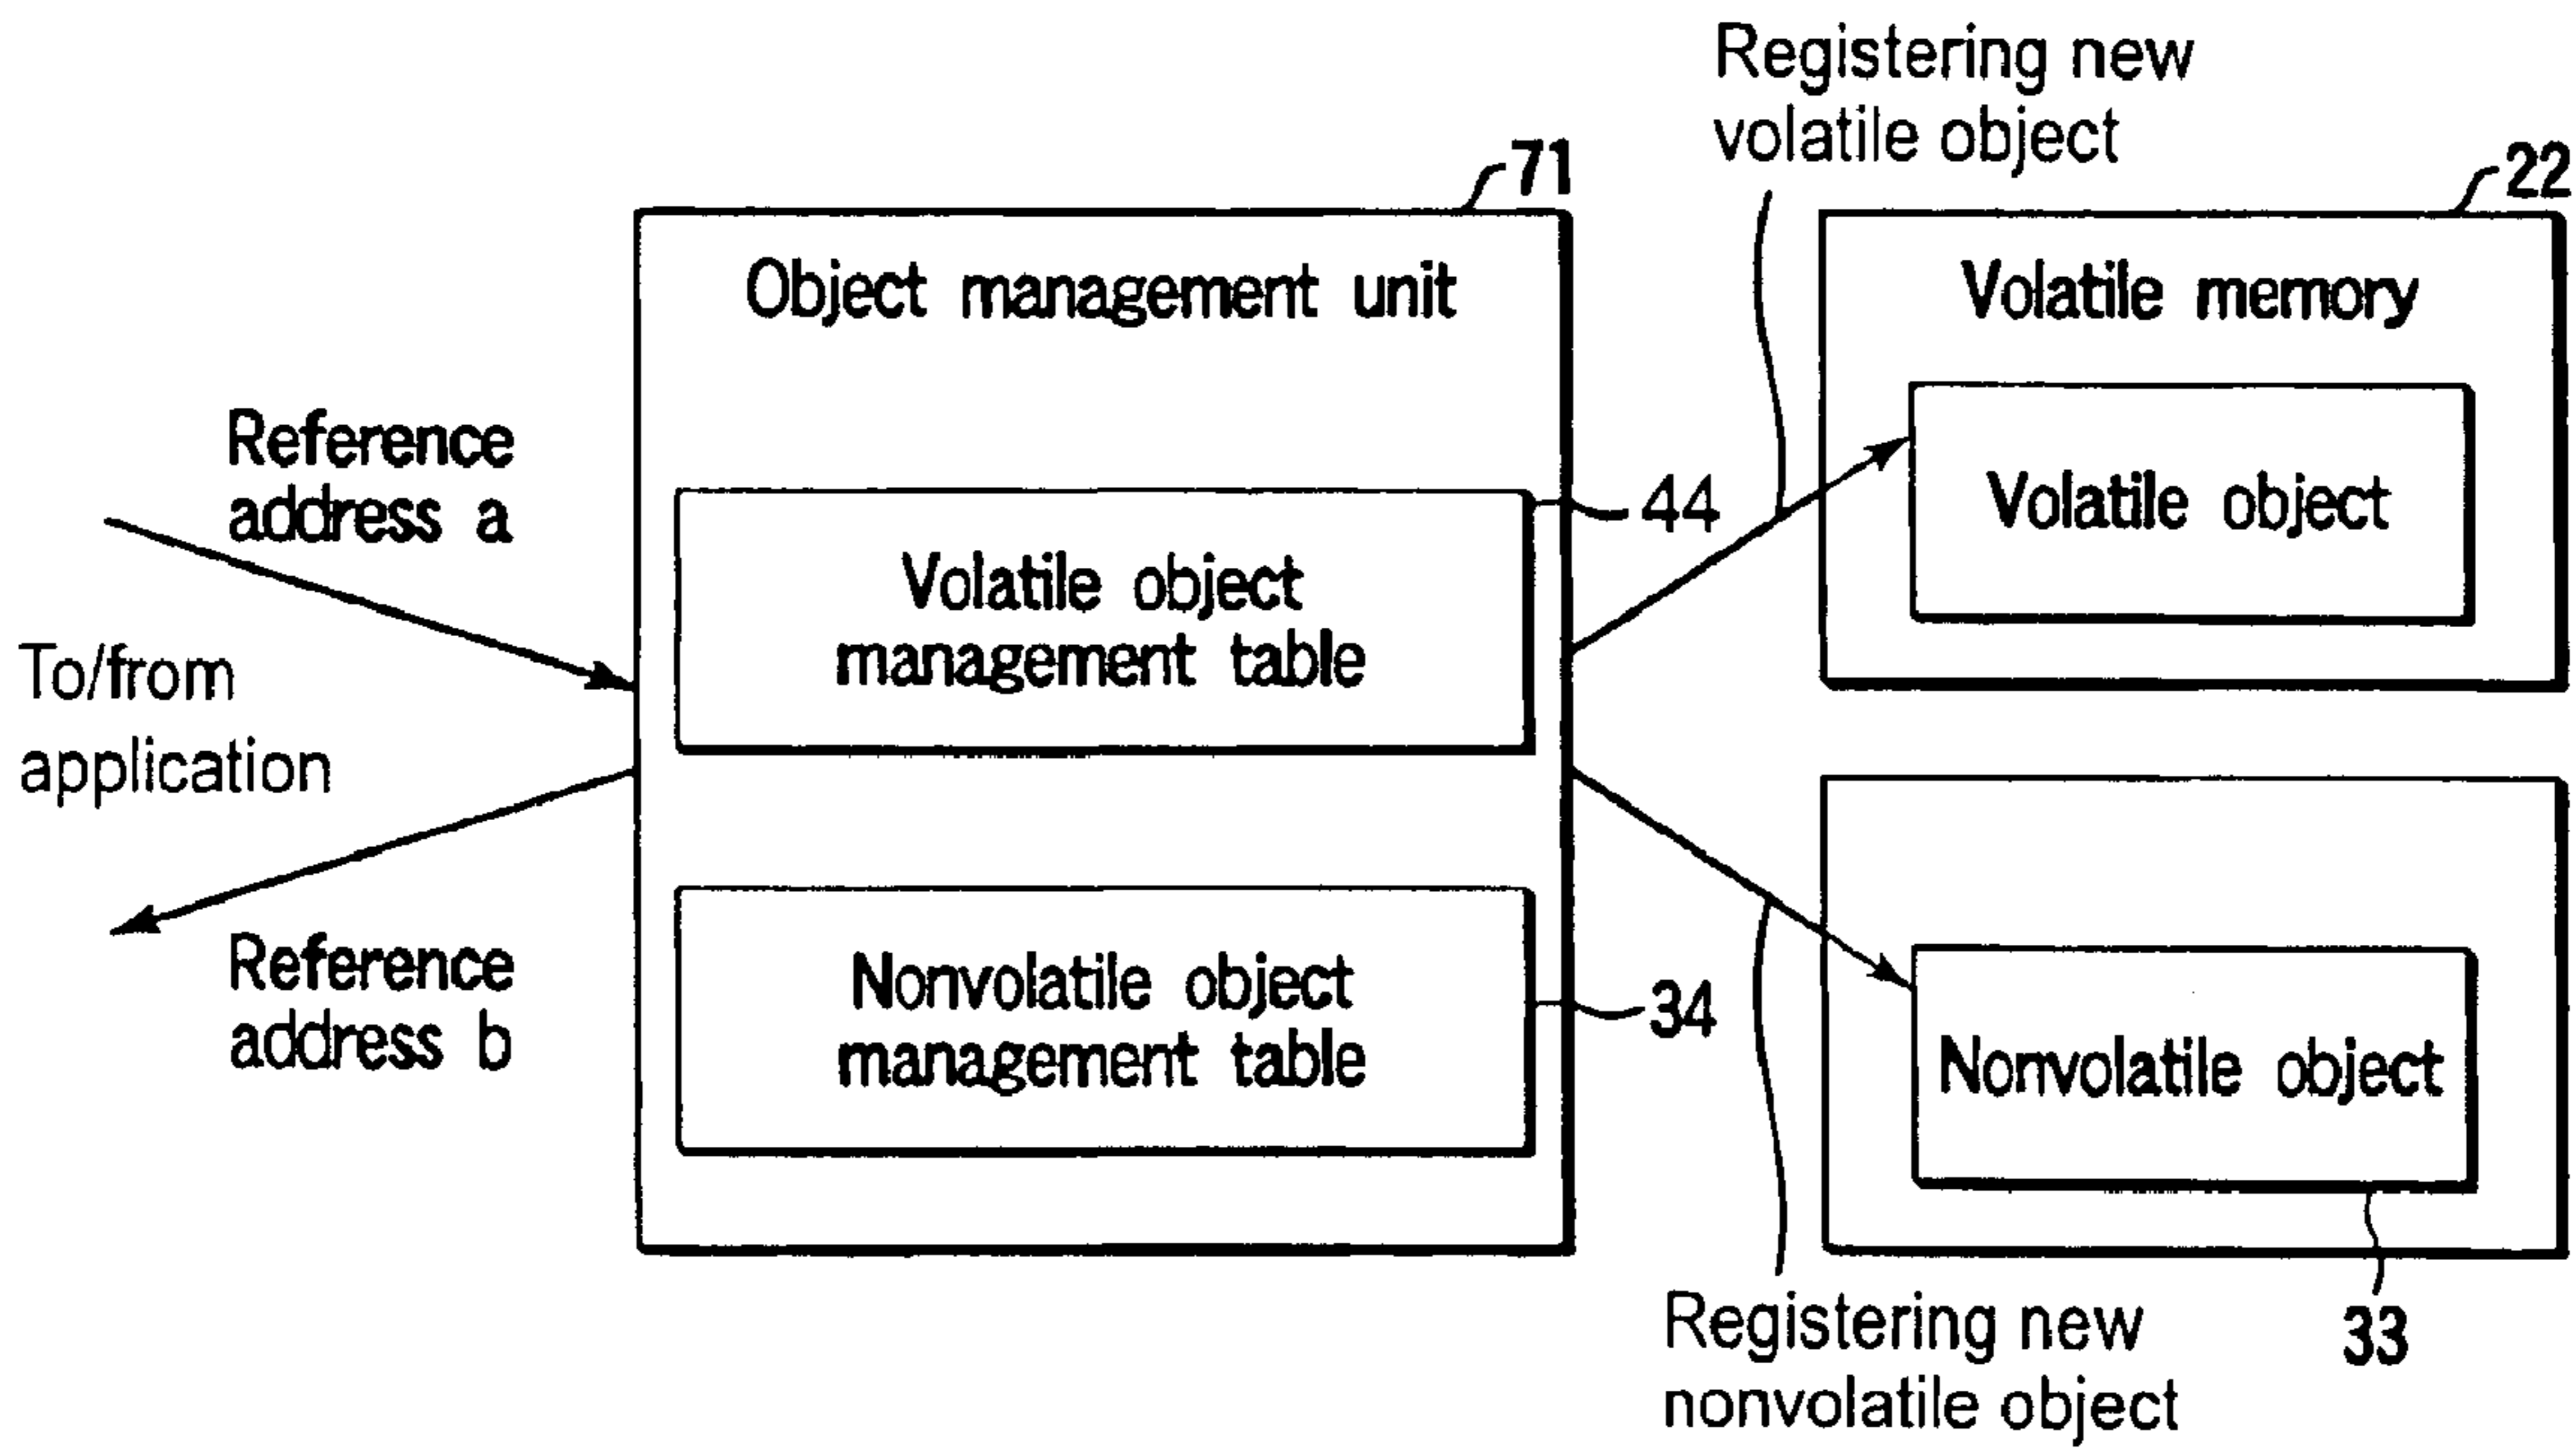 Registering new
volatile object
71
22
Object management unit
Volatile memory
Reference
address a
44
Volatile object
Volatile object
management table
To/from
application
Reference
address b
Nonvolatile object
management table
34
Nonvolatile object
Registering new
nonvolatile object
33